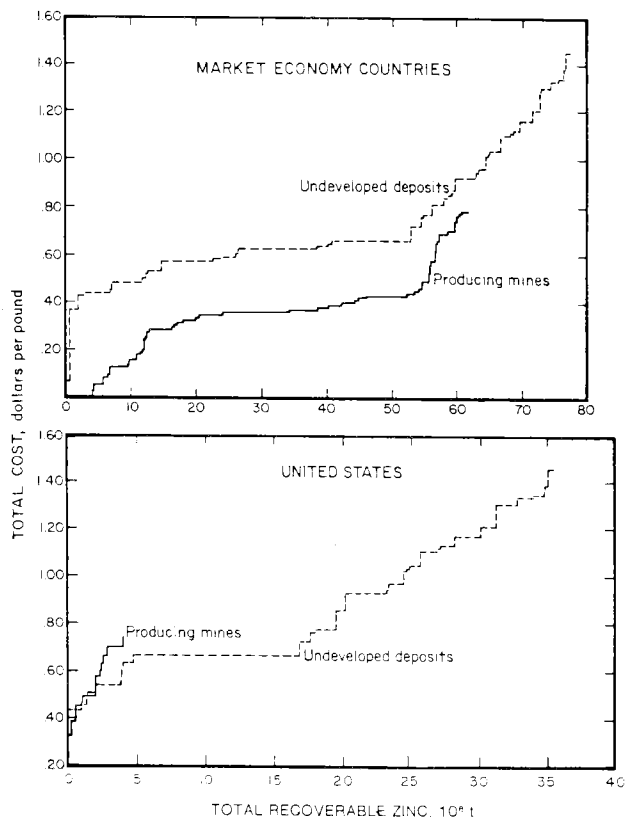 1.60
1.40
1.20
1.00
.80
.60
.40
.20
MARKET ECONOMY COUNTRIES
Undeveloped deposits
Producing mines
0 10 20 30 40 50 60 70 80
TOTAL COST, dollars per pound
1.60
1.40
1.20
1.00
.80
.60
.40
.20
UNITED STATES
Producing mines
Undeveloped deposits
0 5 10 15 20 25 30 35 40
TOTAL RECOVERABLE ZINC, 10⁶ t